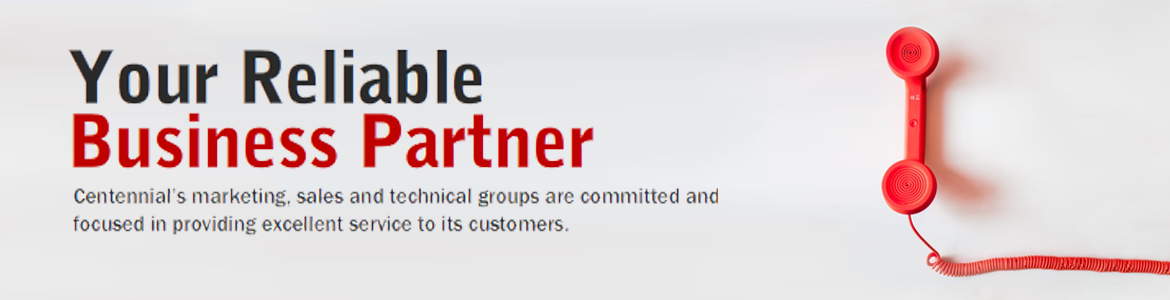 Your Reliable
Business Partner
Centennial's marketing, sales and technical groups are committed and
focused in providing excellent service to its customers.